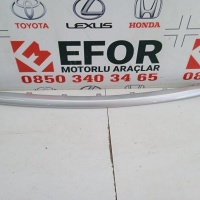 TOYOTA LEXUS HONDA
EFOR
MOTORLU ARAÇLAR
0850 340 34 65